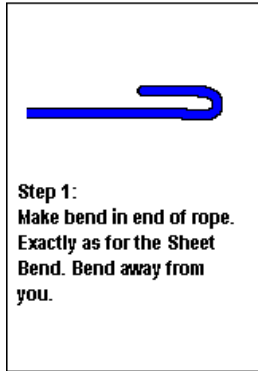 Step 1:
Make bend in end of rope.
Exactly as for the Sheet
Bend. Bend away from
you.